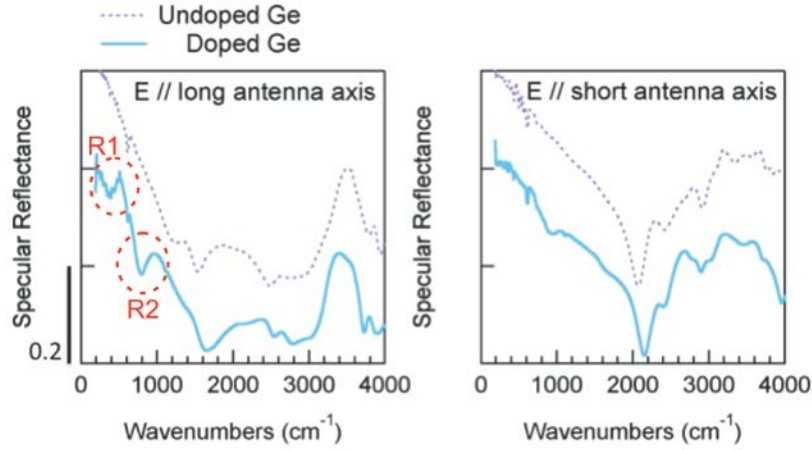 Undoped Ge
Doped Ge
E // long antenna axis
R1
R2
Specular Reflectance
0.2
0 1000 2000 3000 4000
Wavenumbers (cm⁻¹)
E // short antenna axis
Specular Reflectance
0 1000 2000 3000 4000
Wavenumbers (cm⁻¹)